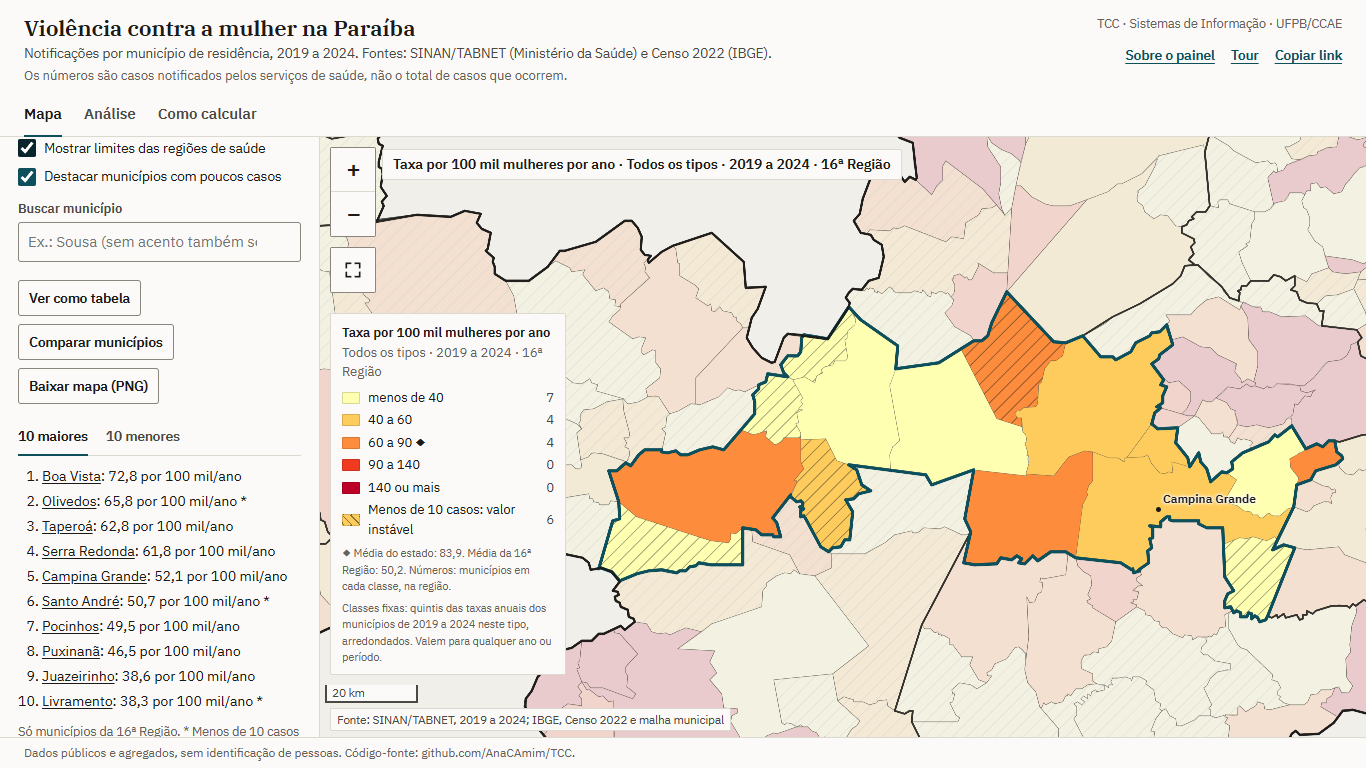 Violência contra a mulher na Paraíba
Notificações por município de residência, 2019 a 2024. Fontes: SINAN/TABNET (Ministério da Saúde) e Censo 2022 (IBGE).
Os números são casos notificados pelos serviços de saúde, não o total de casos que ocorrem.
TCC · Sistemas de Informação · UFPB/CCAE
Sobre o painel Tour Copiar link
Mapa Análise Como calcular
Mostrar limites das regiões de saúde
Destacar municípios com poucos casos
Buscar município
Ex.: Sousa (sem acento também se
Ver como tabela
Comparar municípios
Baixar mapa (PNG)
10 maiores 10 menores
1. Boa Vista: 72,8 por 100 mil/ano
2. Olivedos: 65,8 por 100 mil/ano *
3. Taperoá: 62,8 por 100 mil/ano
4. Serra Redonda: 61,8 por 100 mil/ano
5. Campina Grande: 52,1 por 100 mil/ano
6. Santo André: 50,7 por 100 mil/ano *
7. Pocinhos: 49,5 por 100 mil/ano
8. Puxinanã: 46,5 por 100 mil/ano
9. Juazeirinho: 38,6 por 100 mil/ano
10. Livramento: 38,3 por 100 mil/ano *
Só municípios da 16ª Região. * Menos de 10 casos
+
−
Taxa por 100 mil mulheres por ano · Todos os tipos · 2019 a 2024 · 16ª Região
Taxa por 100 mil mulheres por ano
Todos os tipos · 2019 a 2024 · 16ª
Região
menos de 40 7
40 a 60 4
60 a 90 ◆ 4
90 a 140 0
140 ou mais 0
Menos de 10 casos: valor
instável 6
◆ Média do estado: 83,9. Média da 16ª
Região: 50,2. Números: municípios em
cada classe, na região.
Classes fixas: quintis das taxas anuais dos
municípios de 2019 a 2024 neste tipo,
arredondados. Valem para qualquer ano ou
período.
Campina Grande
20 km
Fonte: SINAN/TABNET, 2019 a 2024; IBGE, Censo 2022 e malha municipal
Dados públicos e agregados, sem identificação de pessoas. Código-fonte: github.com/AnaCAmim/TCC.